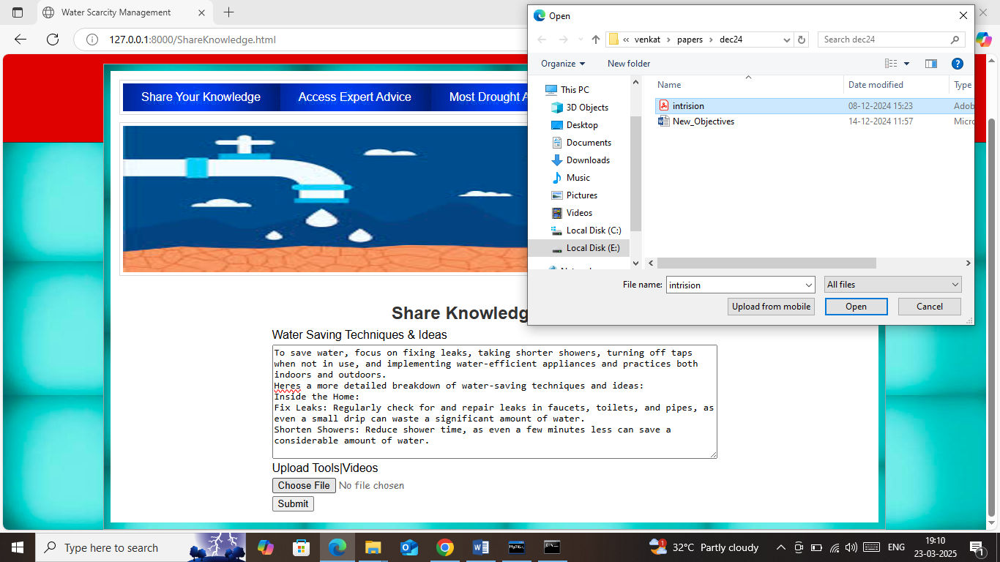 Water Scarcity Management
127.0.0.1:8000/ShareKnowledge.html
Share Your Knowledge
Access Expert Advice
Most Drought A
Open
«
venkat
papers
dec24
Search dec24
Organize
New folder
This PC
3D Objects
Desktop
Documents
Downloads
Music
Pictures
Videos
Local Disk (C:)
Local Disk (E:)
Name
Date modified
Type
intrision
08-12-2024 15:23
Adob
New_Objectives
14-12-2024 11:57
Micro
File name:
intrision
All files
Upload from mobile
Open
Cancel
Share Knowledg
Water Saving Techniques & Ideas
To save water, focus on fixing leaks, taking shorter showers, turning off taps
when not in use, and implementing water-efficient appliances and practices both
indoors and outdoors.
Heres a more detailed breakdown of water-saving techniques and ideas:
Inside the Home:
Fix Leaks: Regularly check for and repair leaks in faucets, toilets, and pipes, as
even a small drip can waste a significant amount of water.
Shorten Showers: Reduce shower time, as even a few minutes less can save a
considerable amount of water.
Upload Tools|Videos
Choose File No file chosen
Submit
Type here to search
32°C Partly cloudy
ENG
19:10
23-03-2025